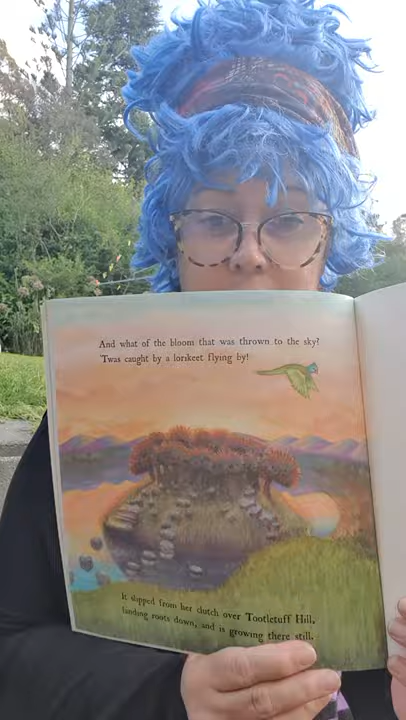 And what of the bloom that was thrown to the sky?
'Twas caught by a lorskeet flying by!
It slipped from her clutch over Tootletuff Hill,
landing roots down, and is growing there still.